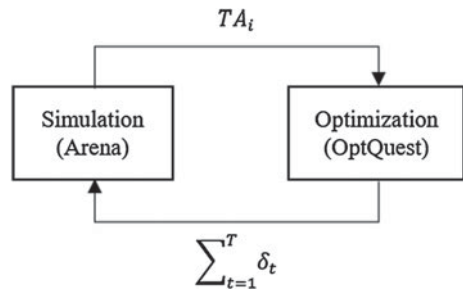 TA_i
Simulation
(Arena)
Optimization
(OptQuest)
∑_{t=1}^{T} δ_t